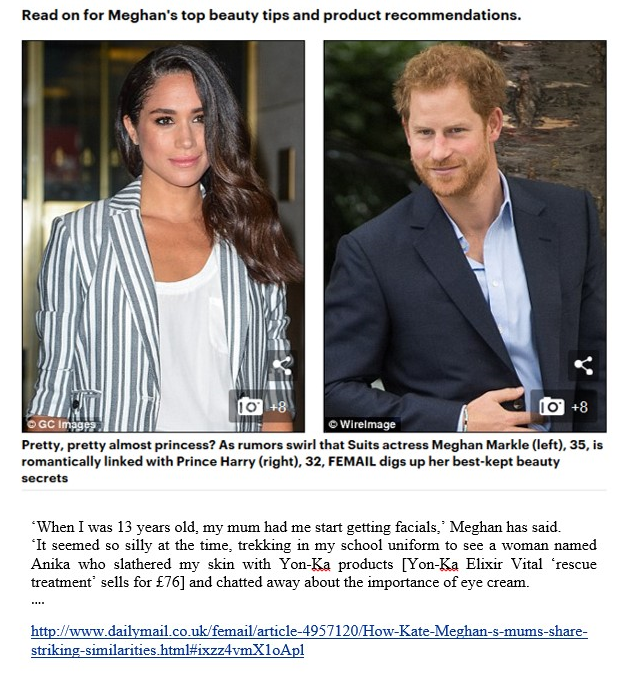 Read on for Meghan's top beauty tips and product recommendations.
© GC Images
+8
© WireImage
+8
Pretty, pretty almost princess? As rumors swirl that Suits actress Meghan Markle (left), 35, is
romantically linked with Prince Harry (right), 32, FEMAIL digs up her best-kept beauty
secrets
‘When I was 13 years old, my mum had me start getting facials,’ Meghan has said.
‘It seemed so silly at the time, trekking in my school uniform to see a woman named
Anika who slathered my skin with Yon-Ka products [Yon-Ka Elixir Vital ‘rescue
treatment’ sells for £76] and chatted away about the importance of eye cream.
....
http://www.dailymail.co.uk/femail/article-4957120/How-Kate-Meghan-s-mums-share-
striking-similarities.html#ixzz4vmX1oApl